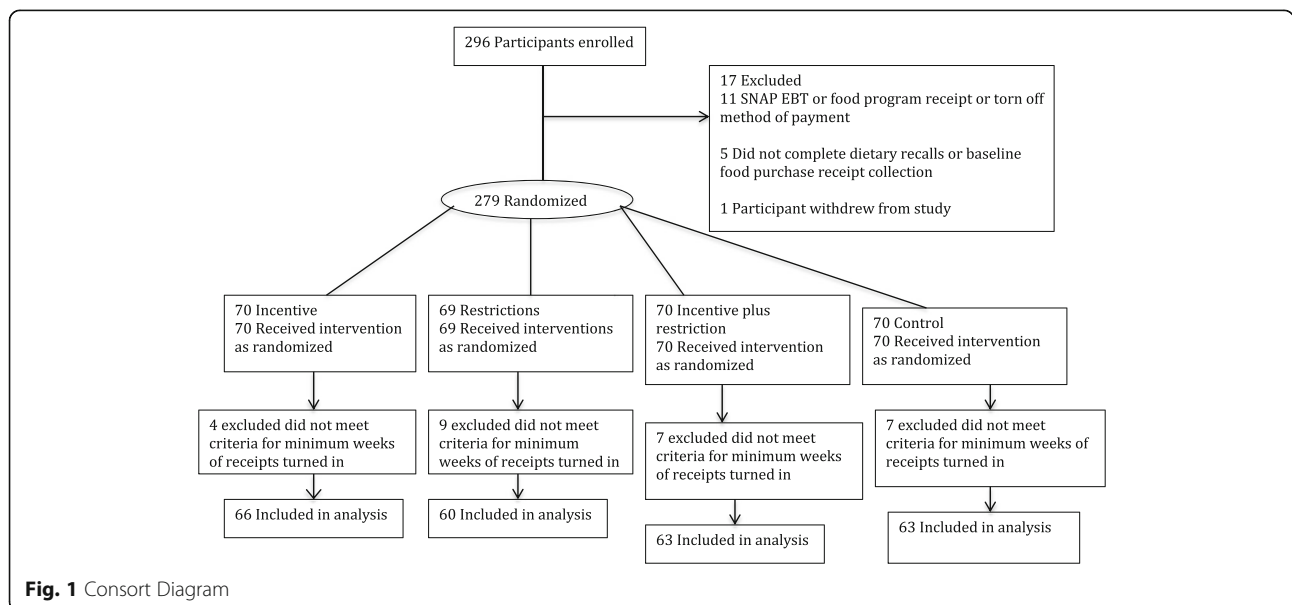 296 Participants enrolled
17 Excluded
11 SNAP EBT or food program receipt or torn off
method of payment
5 Did not complete dietary recalls or baseline
food purchase receipt collection
1 Participant withdrew from study
279 Randomized
70 Incentive
70 Received intervention
as randomized
69 Restrictions
69 Received interventions
as randomized
70 Incentive plus
restriction
70 Received intervention
as randomized
70 Control
70 Received intervention
as randomized
4 excluded did not meet
criteria for minimum weeks
of receipts turned in
9 excluded did not meet
criteria for minimum
weeks of receipts turned in
7 excluded did not meet
criteria for minimum weeks
of receipts turned in
7 excluded did not meet
criteria for minimum weeks of
receipts turned in
66 Included in analysis
60 Included in analysis
63 Included in analysis
63 Included in analysis
Fig. 1 Consort Diagram